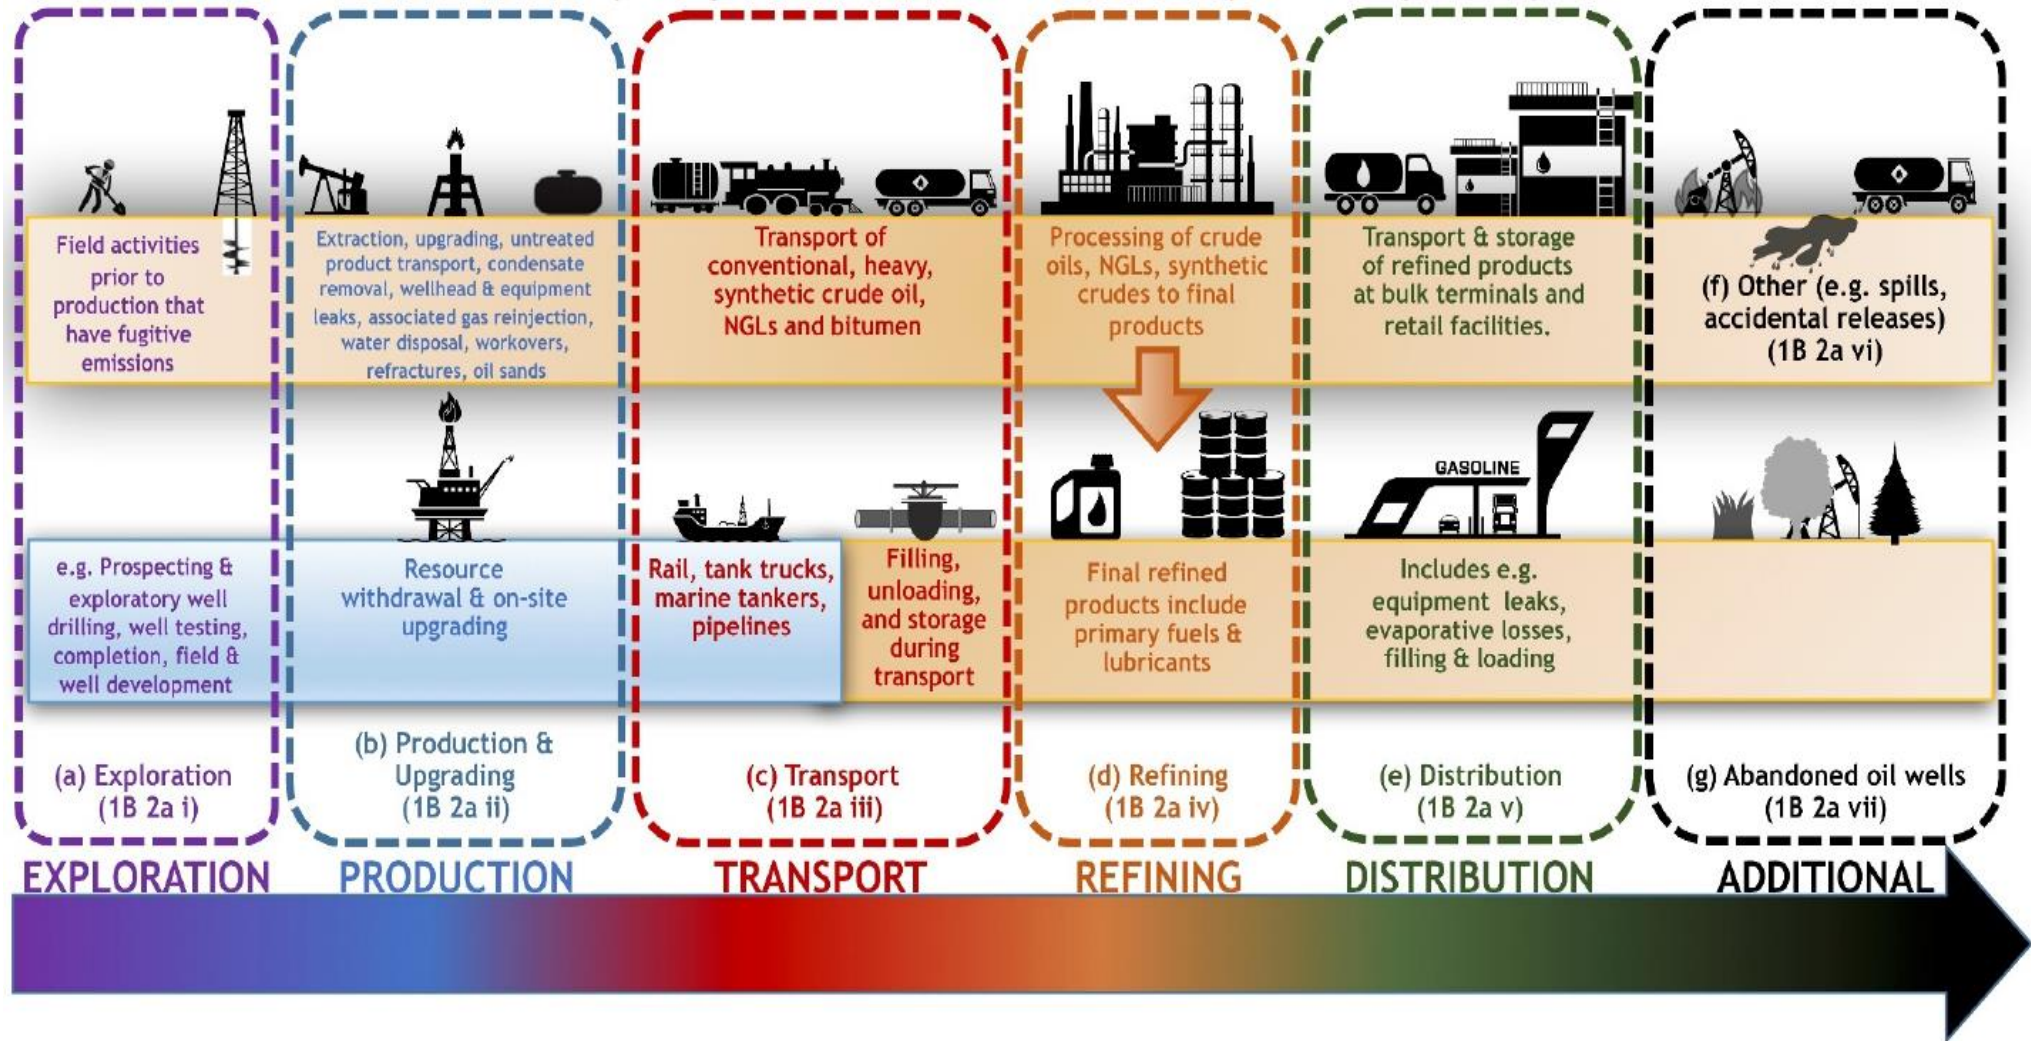 Field activities
prior to
production that
have fugitive
emissions
Extraction, upgrading, untreated
product transport, condensate
removal, wellhead & equipment
leaks, associated gas reinjection,
water disposal, workovers,
refractures, oil sands
Transport of
conventional, heavy,
synthetic crude oil,
NGLs and bitumen
Processing of crude
oils, NGLs, synthetic
crudes to final
products
Transport & storage
of refined products
at bulk terminals and
retail facilities.
(f) Other (e.g. spills,
accidental releases)
(1B 2a vi)
GASOLINE
e.g. Prospecting &
exploratory well
drilling, well testing,
completion, field &
well development
Resource
withdrawal & on-site
upgrading
Rail, tank trucks,
marine tankers,
pipelines
Filling,
unloading,
and storage
during
transport
Final refined
products include
primary fuels &
lubricants
Includes e.g.
equipment leaks,
evaporative losses,
filling & loading
(a) Exploration
(1B 2a i)
(b) Production &
Upgrading
(1B 2a ii)
(c) Transport
(1B 2a iii)
(d) Refining
(1B 2a iv)
(e) Distribution
(1B 2a v)
(g) Abandoned oil wells
(1B 2a vii)
EXPLORATION
PRODUCTION
TRANSPORT
REFINING
DISTRIBUTION
ADDITIONAL